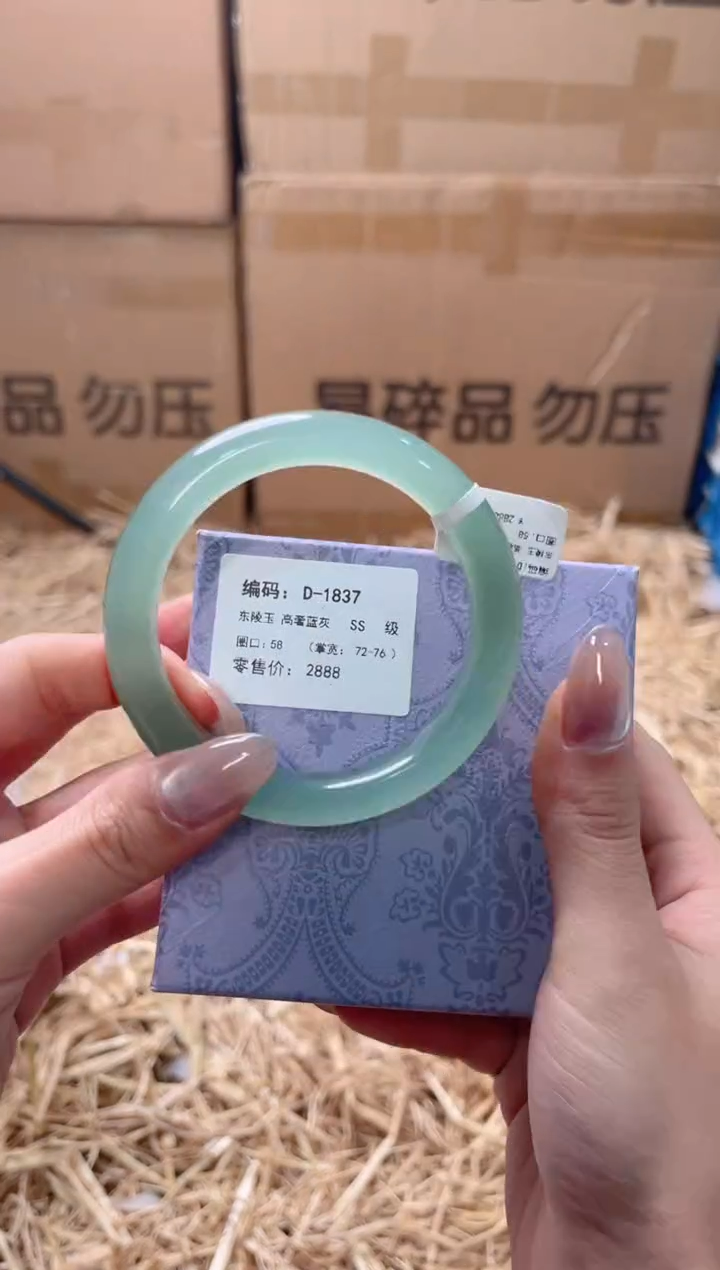 品 勿压
易碎品 勿压
编码: D-1837
东陵玉 高奢蓝灰 SS 级
圈口: 58 (掌宽: 72-76 )
零售价: 2888